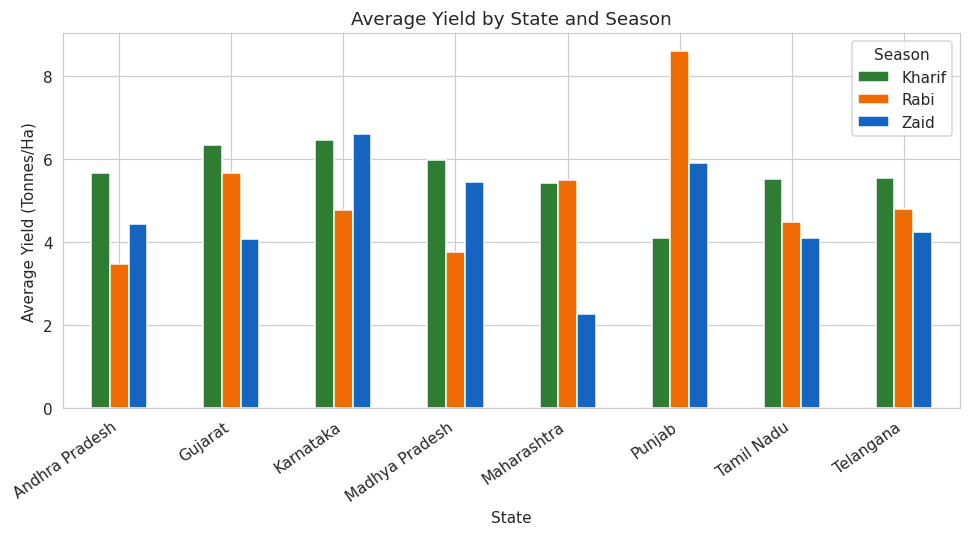 Average Yield by State and Season
Season
Kharif
Rabi
Zaid
Average Yield (Tonnes/Ha)
8
6
4
2
0
Andhra Pradesh
Gujarat
Karnataka
Madhya Pradesh
Maharashtra
Punjab
Tamil Nadu
Telangana
State